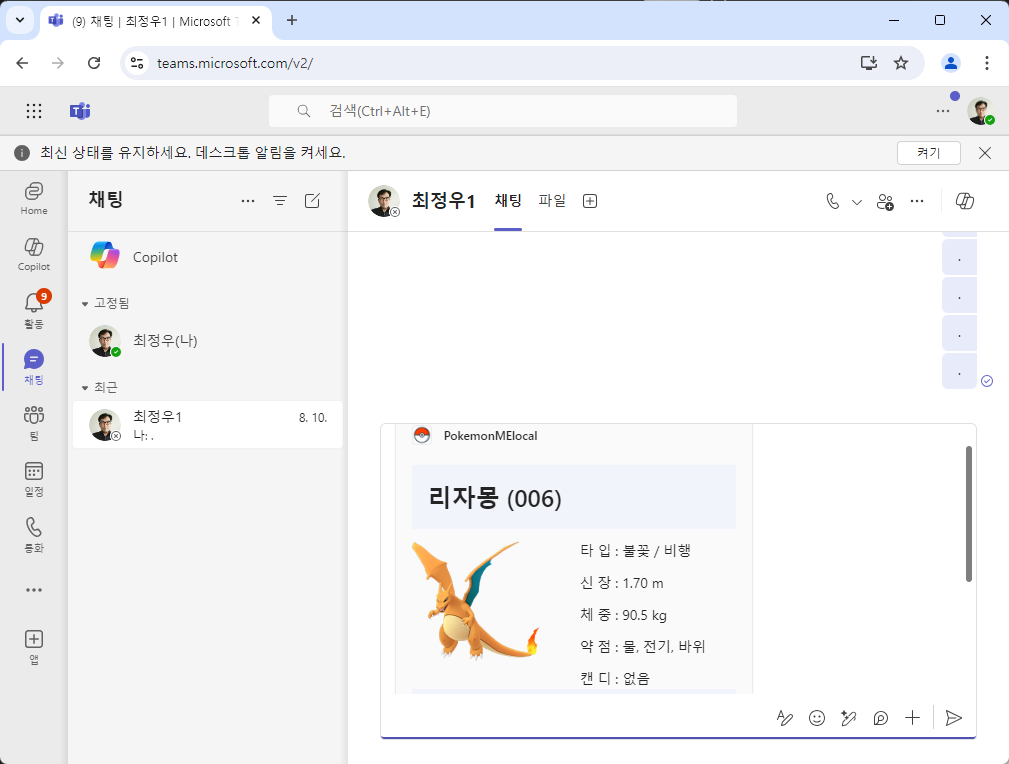 (9) 채팅 | 최정우1 | Microsoft T
teams.microsoft.com/v2/
검색(Ctrl+Alt+E)
최신 상태를 유지하세요. 데스크톱 알림을 켜세요.
켜기
Home
Copilot
9
활동
채팅
팀
일정
통화
앱
채팅
Copilot
고정됨
최정우(나)
최근
최정우1
8. 10.
나: .
최정우1
채팅
파일
.
.
.
.
PokemonMElocal
리자몽 (006)
타 입 : 불꽃 / 비행
신 장 : 1.70 m
체 중 : 90.5 kg
약 점 : 물, 전기, 바위
캔 디 : 없음